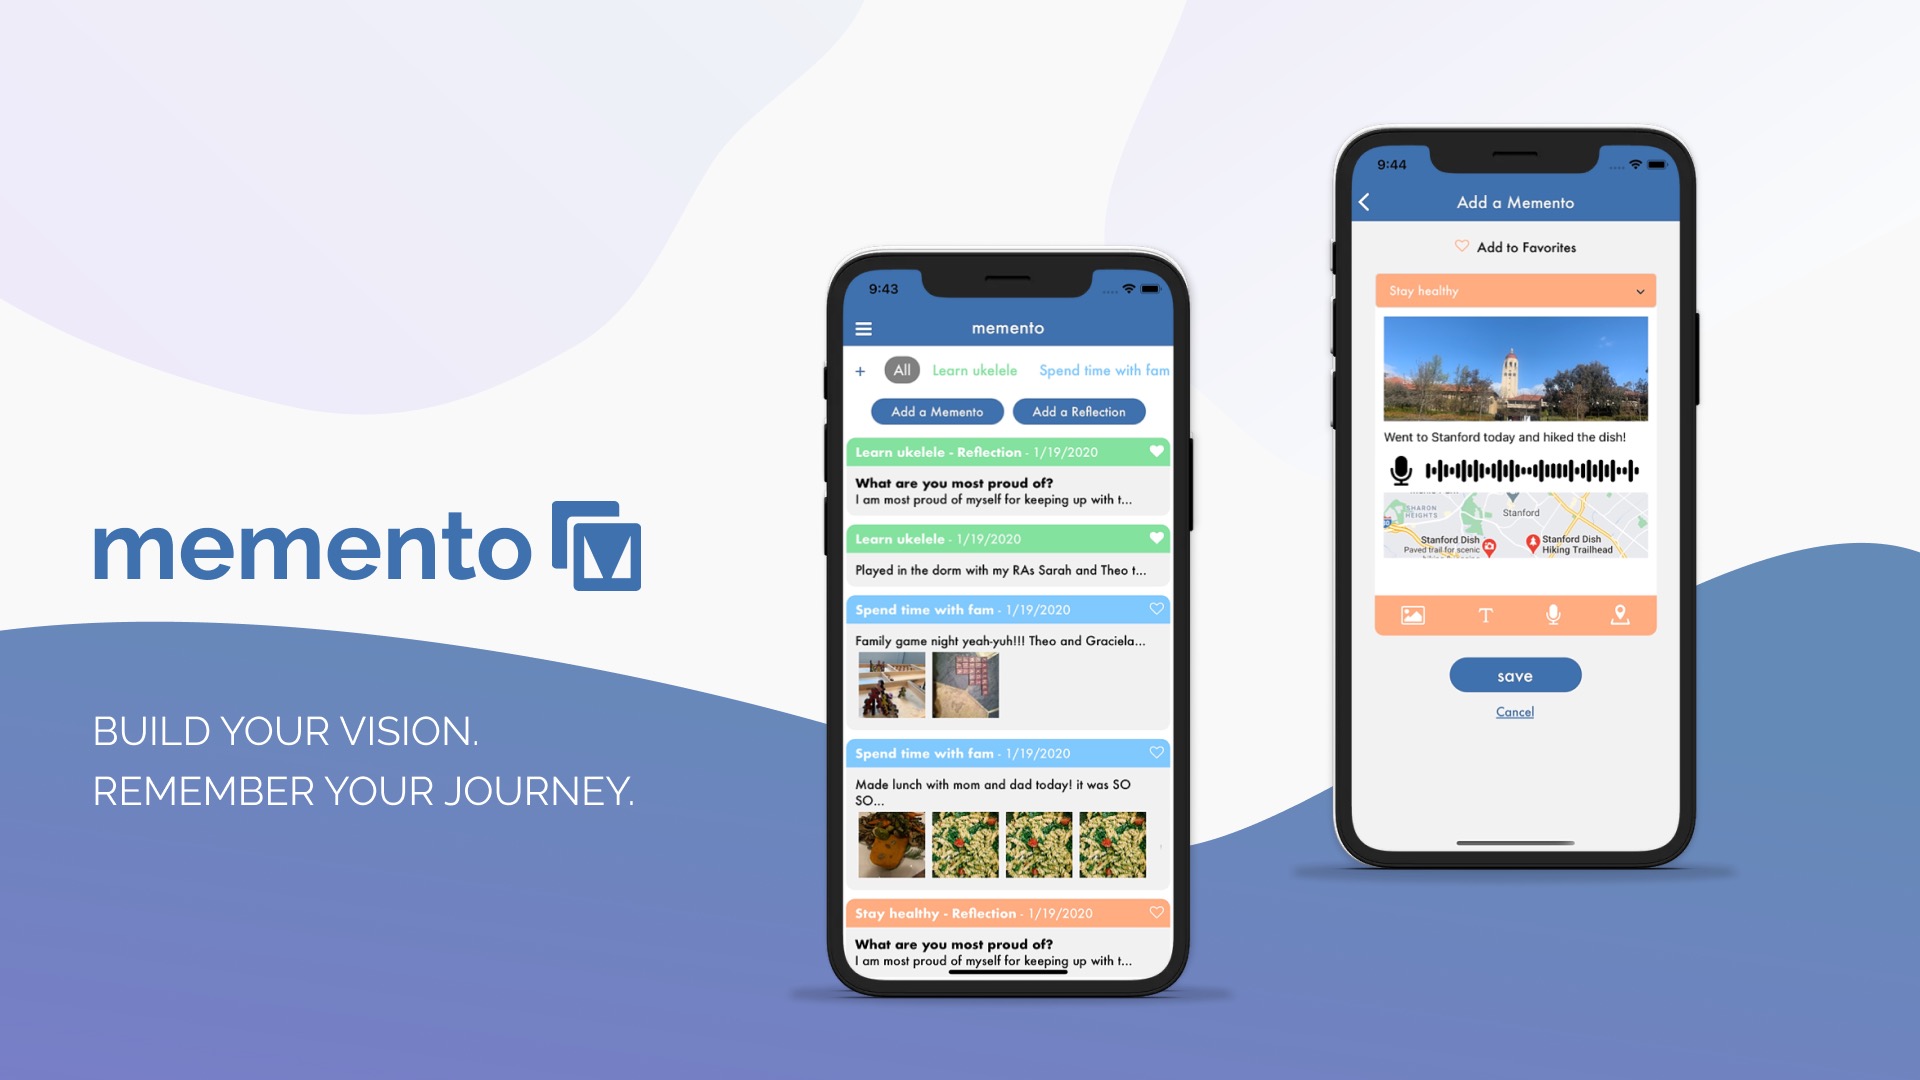 memento
BUILD YOUR VISION.
REMEMBER YOUR JOURNEY.
9:43
memento
+ All Learn ukelele Spend time with fam
Add a Memento Add a Reflection
Learn ukelele - Reflection - 1/19/2020
What are you most proud of?
I am most proud of myself for keeping up with t...
Learn ukelele - 1/19/2020
Played in the dorm with my RAs Sarah and Theo t...
Spend time with fam - 1/19/2020
Family game night yeah-yuh!!! Theo and Graciela...
Spend time with fam - 1/19/2020
Made lunch with mom and dad today! it was SO
SO...
Stay healthy - Reflection - 1/19/2020
What are you most proud of?
I am most proud of myself for keeping up with t...
9:44
Add a Memento
Add to Favorites
Stay healthy
Went to Stanford today and hiked the dish!
SHARON
HEIGHTS
Stanford
Stanford Dish
Paved trail for scenic
Stanford Dish
Hiking Trailhead
T
save
Cancel